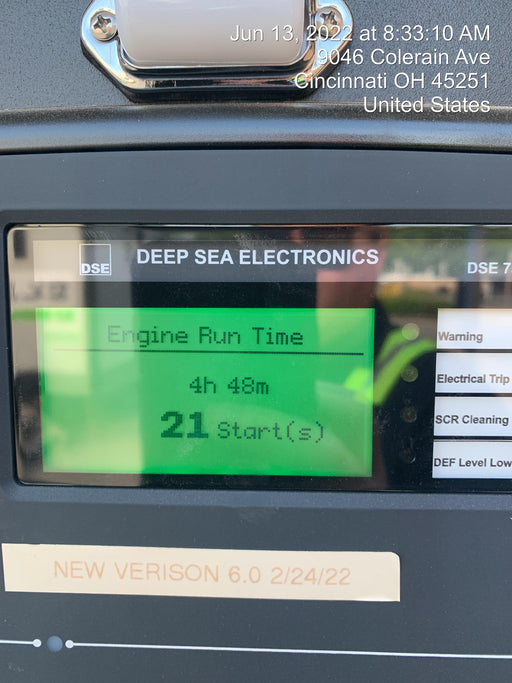 Jun 13, 2022 at 8:33:10 AM
9046 Colerain Ave
Cincinnati OH 45251
United States
DSE
DEEP SEA ELECTRONICS
DSE 7
Engine Run Time
4h 48m
21 Start(s)
Warning
Electrical Trip
SCR Cleaning
DEF Level Low
NEW VERISON 6.0 2/24/22